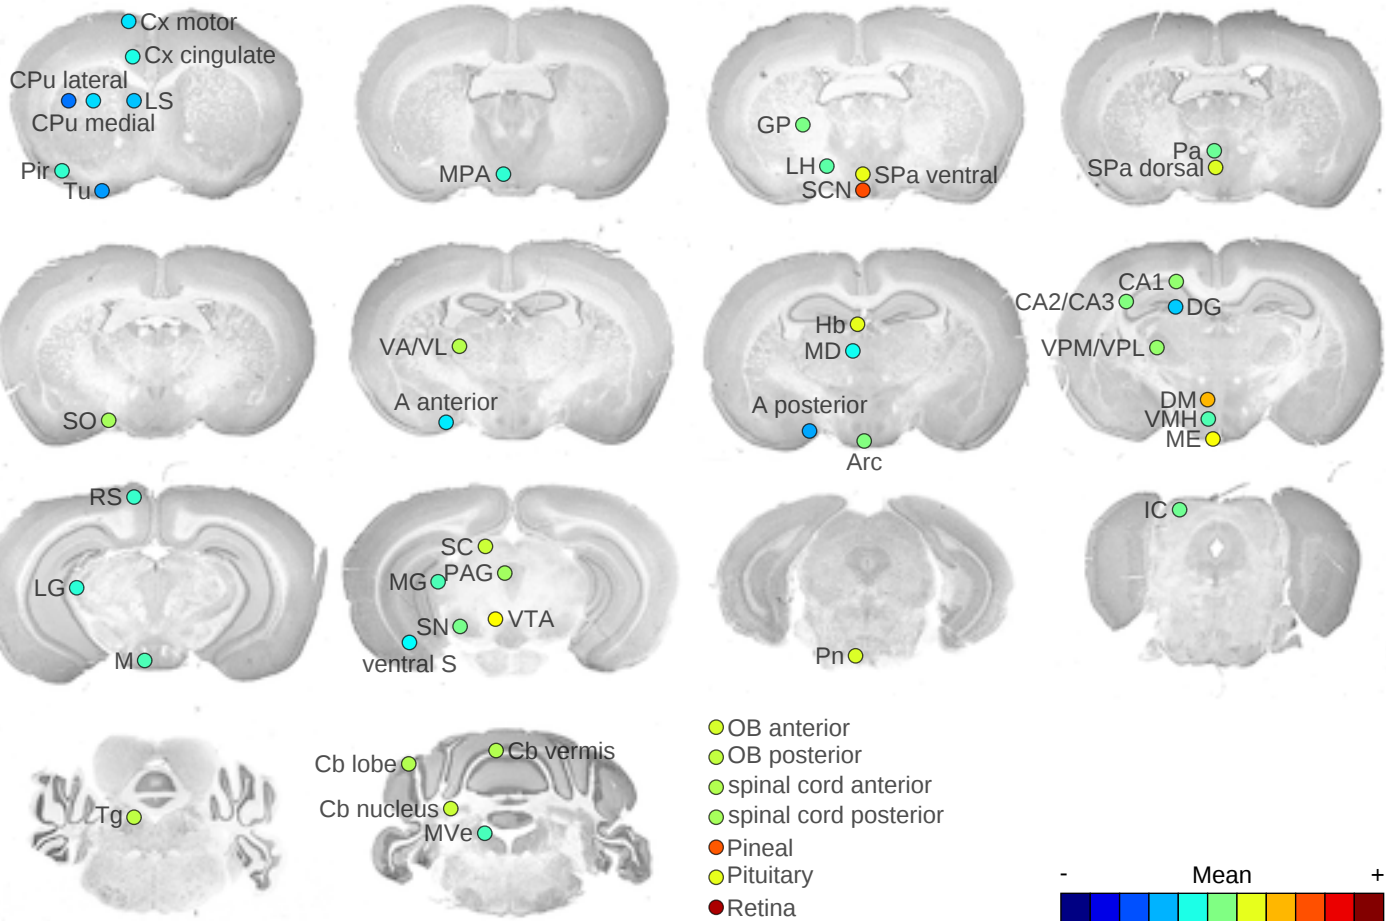 Cx motor
Cx cingulate
CPu lateral
LS
CPu medial
Pir
Tu
MPA
GP
LH
SPa ventral
SCN
Pa
SPa dorsal
SO
VA/VL
A anterior
Hb
MD
A posterior
Arc
CA1
CA2/CA3
DG
VPM/VPL
DM
VMH
ME
RS
LG
M
SC
PAG
MG
SN
VTA
ventral S
Pn
IC
Tg
Cb lobe
Cb vermis
Cb nucleus
MVe
OB anterior
OB posterior
spinal cord anterior
spinal cord posterior
Pineal
Pituitary
Retina
- Mean +